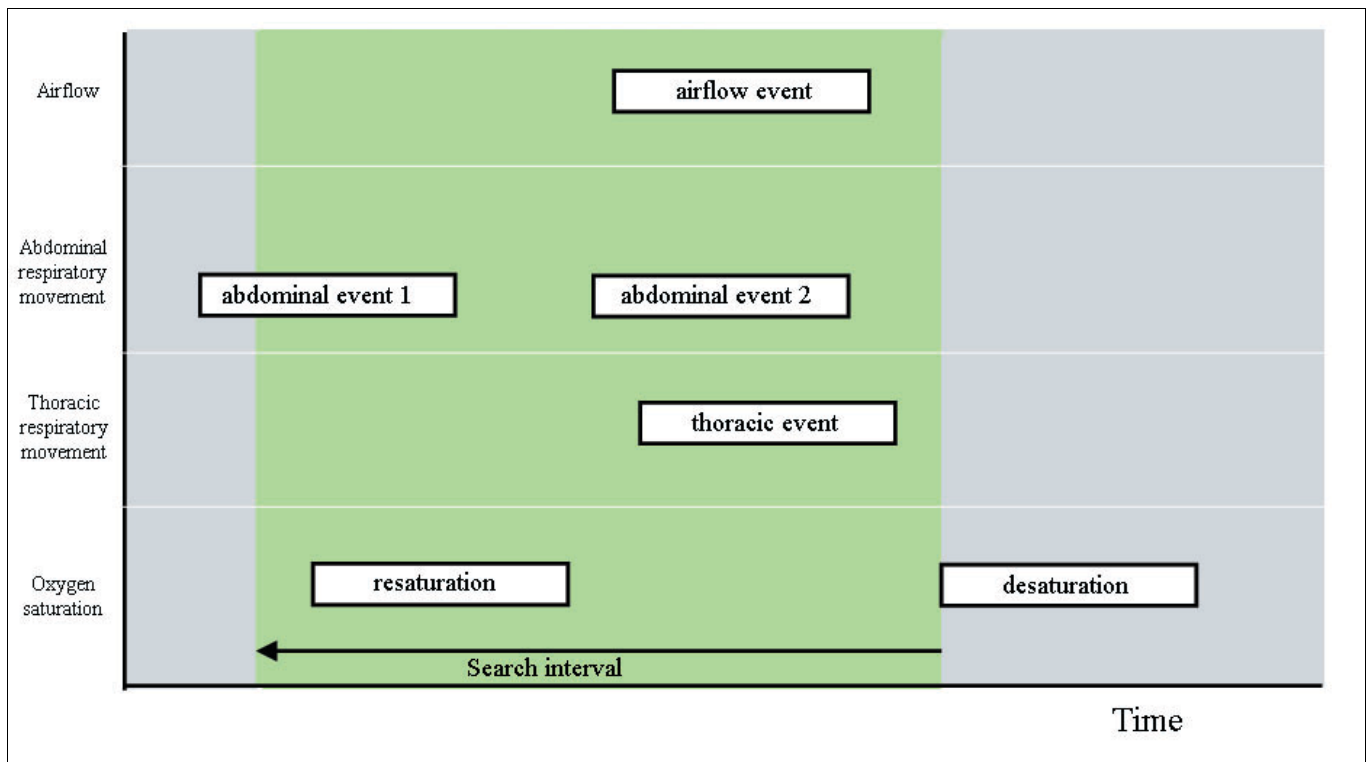 Airflow
airflow event
Abdominal
respiratory
movement
abdominal event 1
abdominal event 2
Thoracic
respiratory
movement
thoracic event
Oxygen
saturation
resaturation
desaturation
Search interval
Time